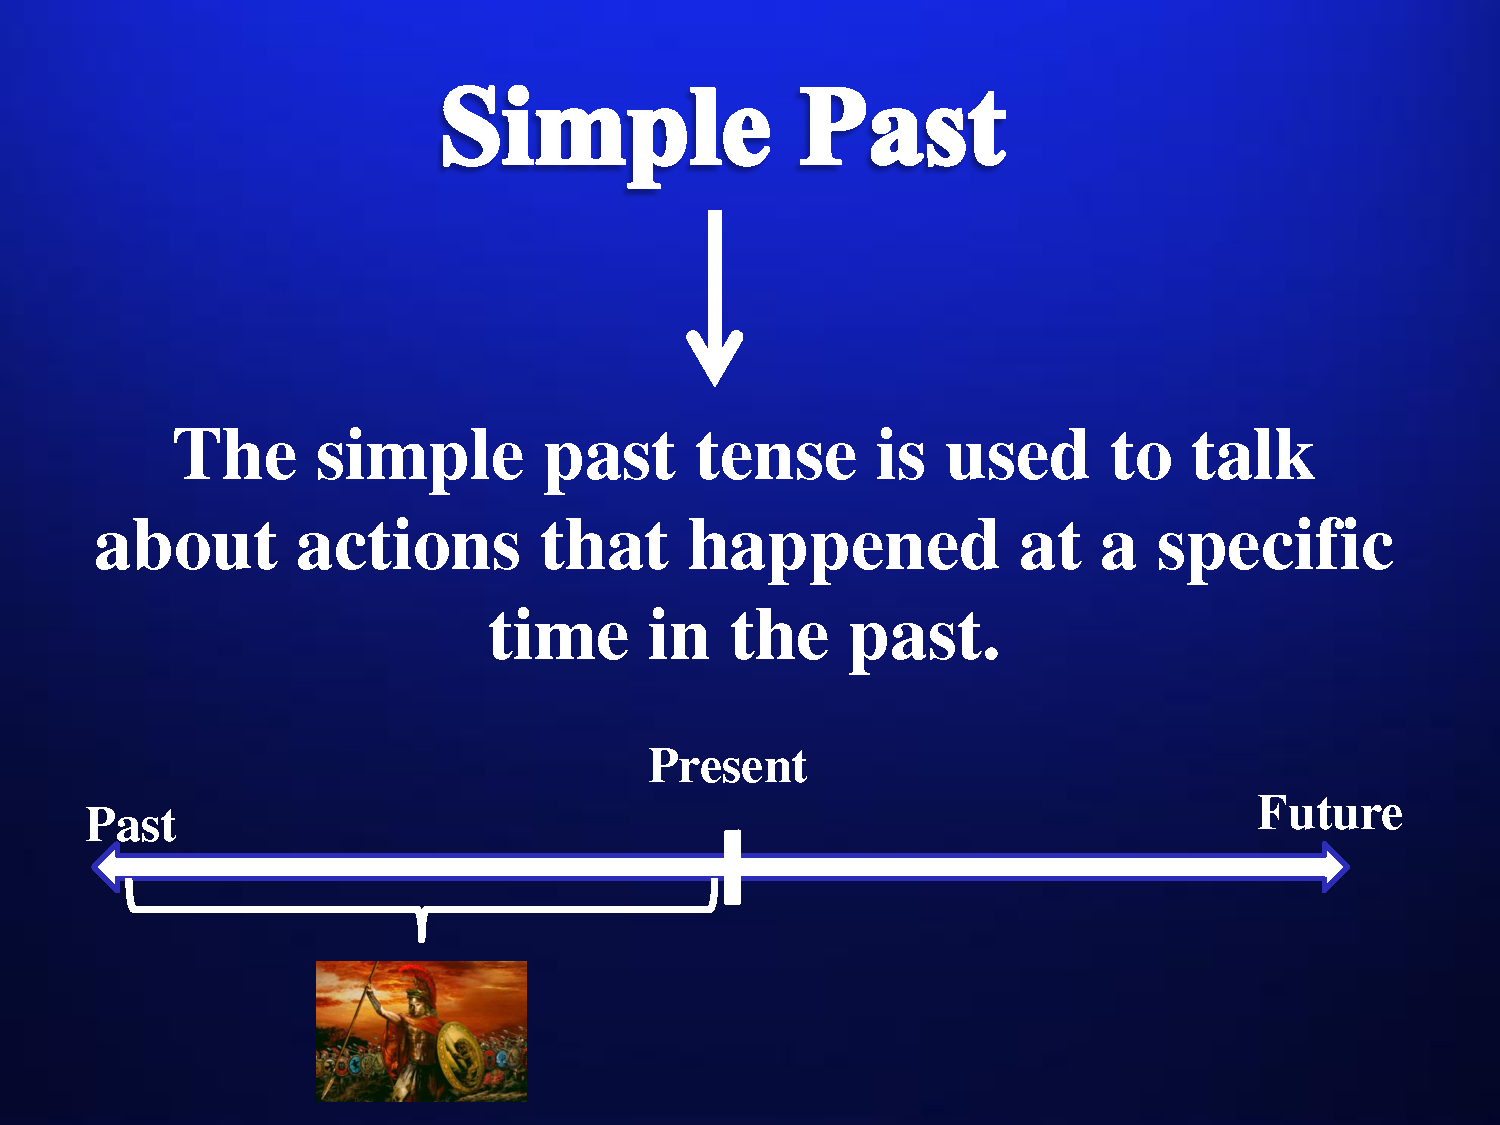 Simple Past
The simple past tense is used to talk
about actions that happened at a specific
time in the past.
Present
Past
Future